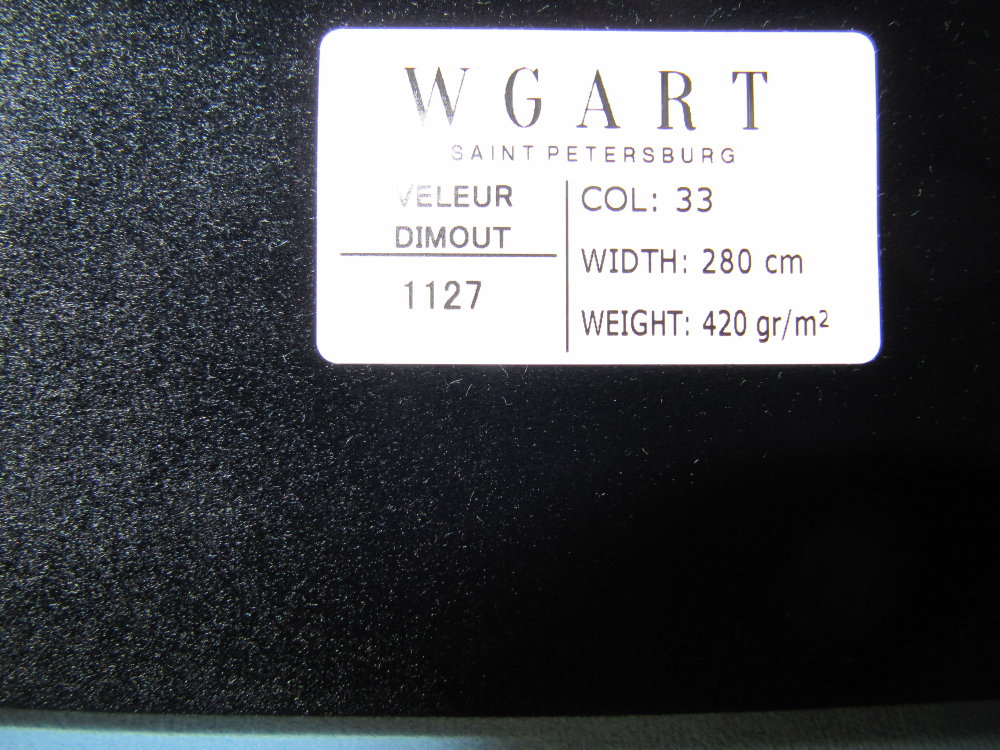 WGART
SAINT PETERSBURG
VELEUR
DIMOUT
1127
COL: 33
WIDTH: 280 cm
WEIGHT: 420 gr/m²